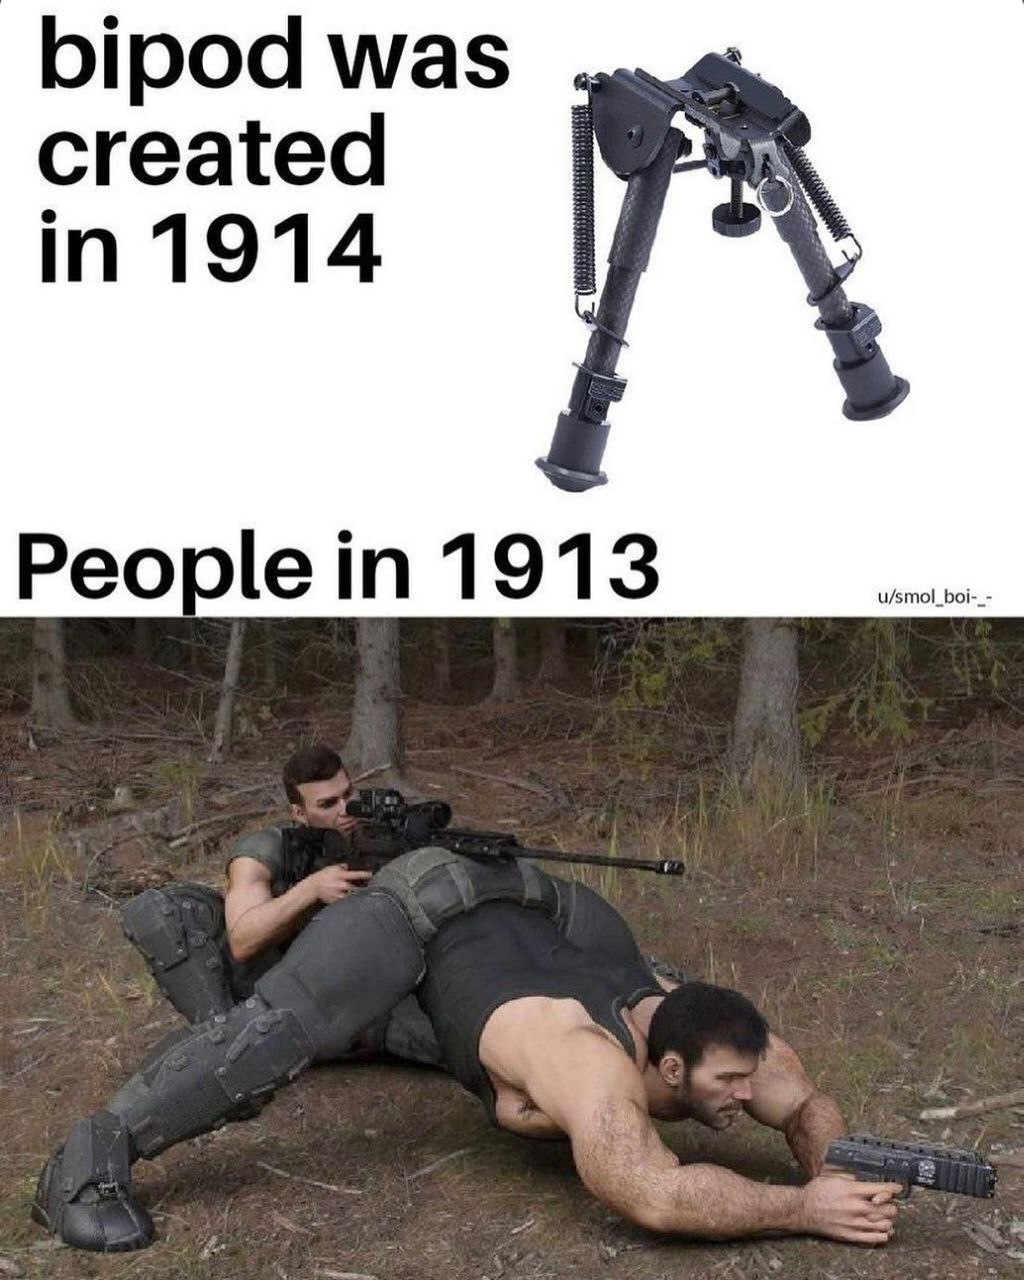 bipod was
created
in 1914
People in 1913
u/smol_boi-_-